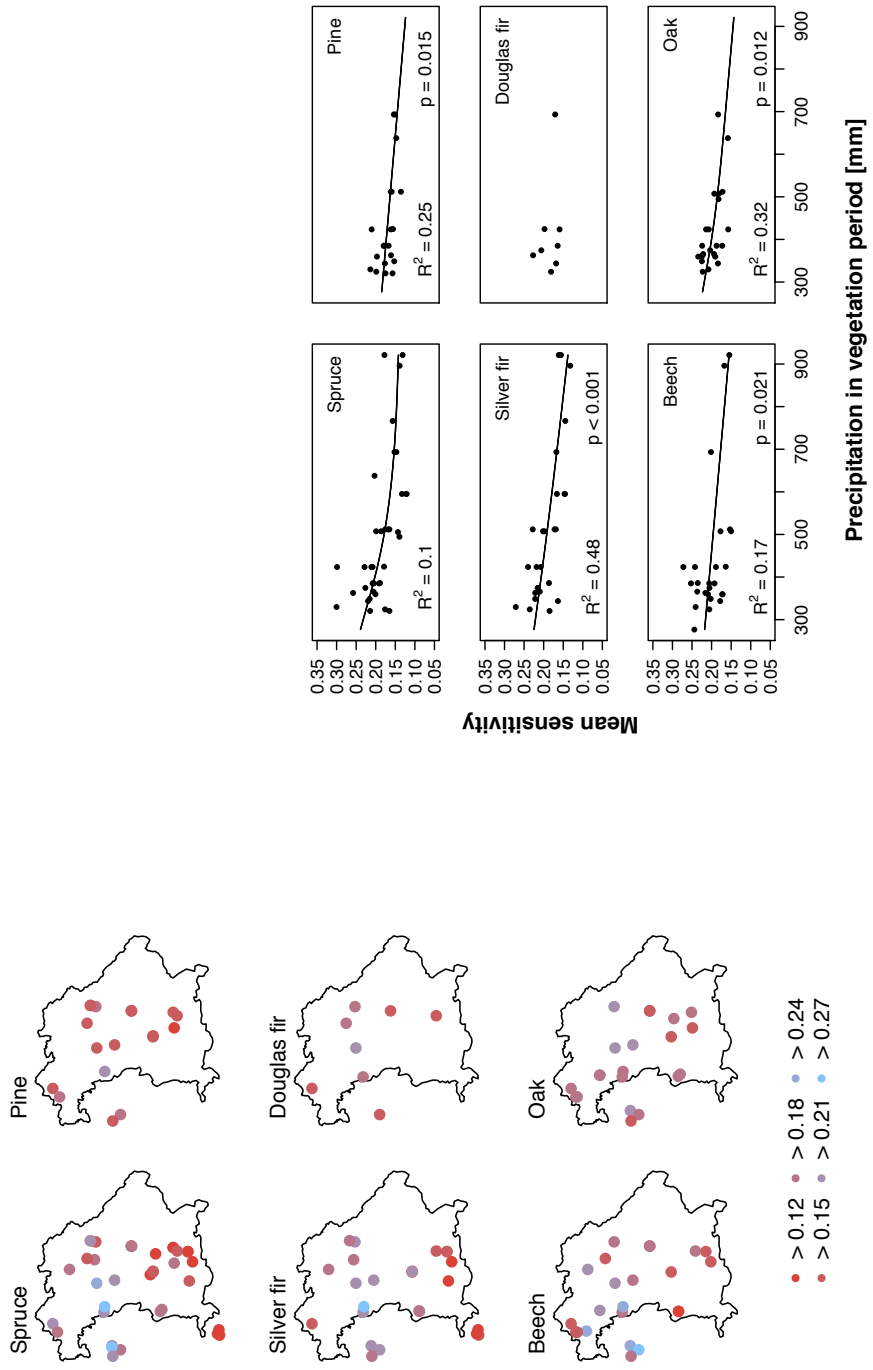 Spruce
Pine
Silver fir
Douglas fir
Beech
Oak
> 0.12
> 0.15
> 0.18
> 0.21
< 0.24
< 0.27
Mean sensitivity
0.35
0.30
0.25
0.20
0.15
0.10
0.05
Spruce
R² = 0.1
Pine
R² = 0.25
p = 0.015
0.35
0.30
0.25
0.20
0.15
0.10
0.05
Silver fir
R² = 0.48
p < 0.001
Douglas fir
0.35
0.30
0.25
0.20
0.15
0.10
0.05
Beech
R² = 0.17
p = 0.021
Oak
R² = 0.32
p = 0.012
300 500 700 900
300 500 700 900
Precipitation in vegetation period [mm]